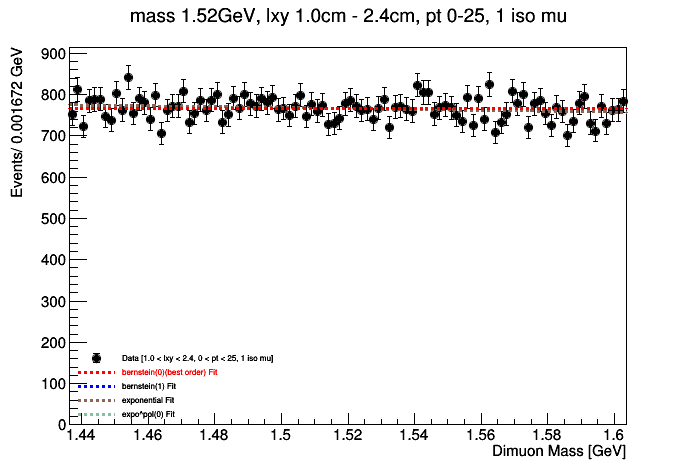 mass 1.52GeV, lxy 1.0cm - 2.4cm, pt 0-25, 1 iso mu
Events/ 0.001672 GeV
900
800
700
600
500
400
300
200
100
0
Data [1.0 < lxy < 2.4, 0 < pt < 25, 1 iso mu]
bernstein(0)(best order) Fit
bernstein(1) Fit
exponential Fit
expo^pol(0) Fit
1.44 1.46 1.48 1.5 1.52 1.54 1.56 1.58 1.6
Dimuon Mass [GeV]